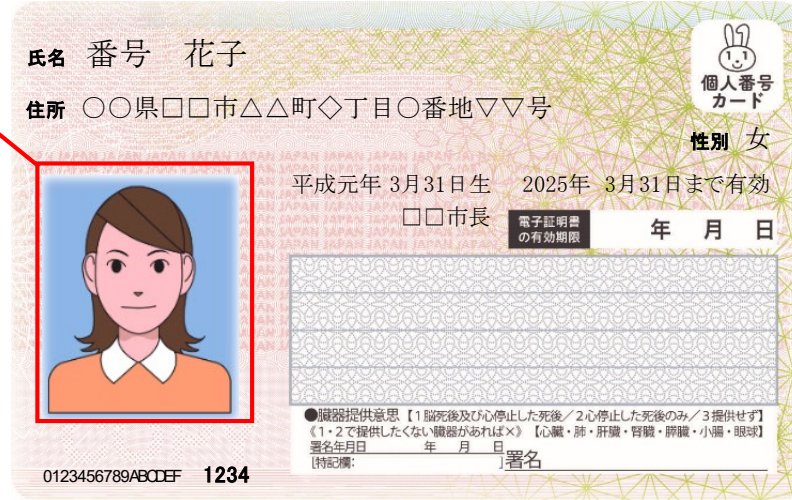 氏名 番号 花子
個人番号
カード
住所 ○○県□□市△△町◇丁目○番地▽▽号
性別 女
JAPAN JAPAN JAPAN JAPAN JAPAN JAPAN
平成元年 3月31日生 2025年 3月31日まで有効
□□市長
電子証明書
の有効期限 年 月 日
●臓器提供意思【1脳死後及び心停止した死後／2心停止した死後のみ／3提供せず】
《1・2で提供したくない臓器があれば×》【心臓・肺・肝臓・腎臓・膵臓・小腸・眼球】
署名年月日 年 月 日
[特記欄: ]署名
0123456789ABCDEF 1234